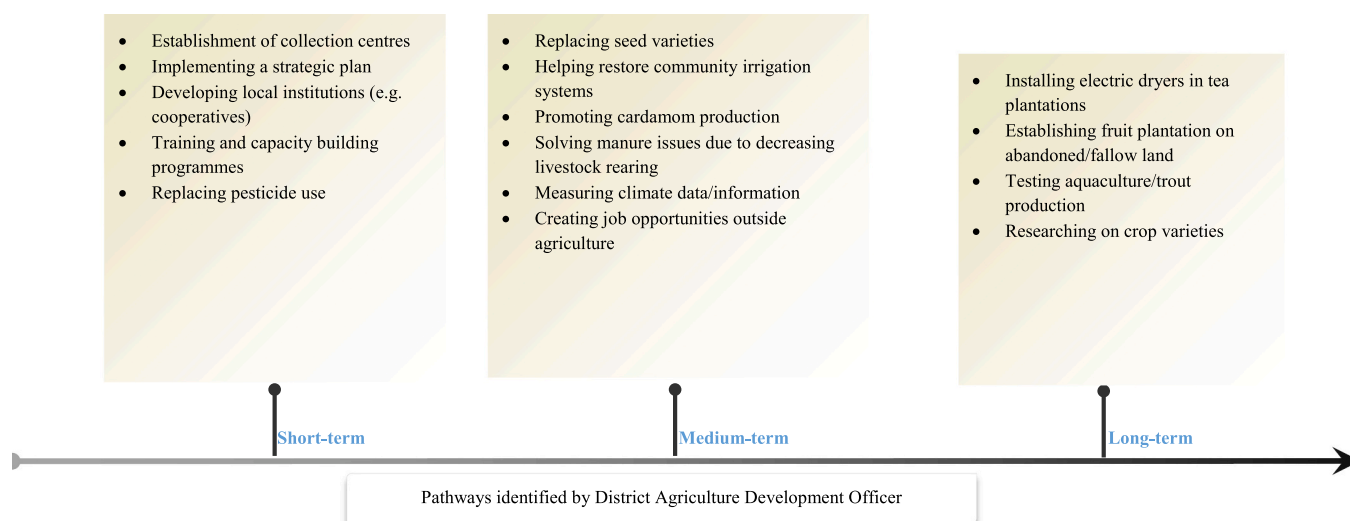 • Establishment of collection centres
• Implementing a strategic plan
• Developing local institutions (e.g.
cooperatives)
• Training and capacity building
programmes
• Replacing pesticide use
• Replacing seed varieties
• Helping restore community irrigation
systems
• Promoting cardamom production
• Solving manure issues due to decreasing
livestock rearing
• Measuring climate data/information
• Creating job opportunities outside
agriculture
• Installing electric dryers in tea
plantations
• Establishing fruit plantation on
abandoned/fallow land
• Testing aquaculture/trout
production
• Researching on crop varieties
Short-term
Medium-term
Long-term
Pathways identified by District Agriculture Development Officer